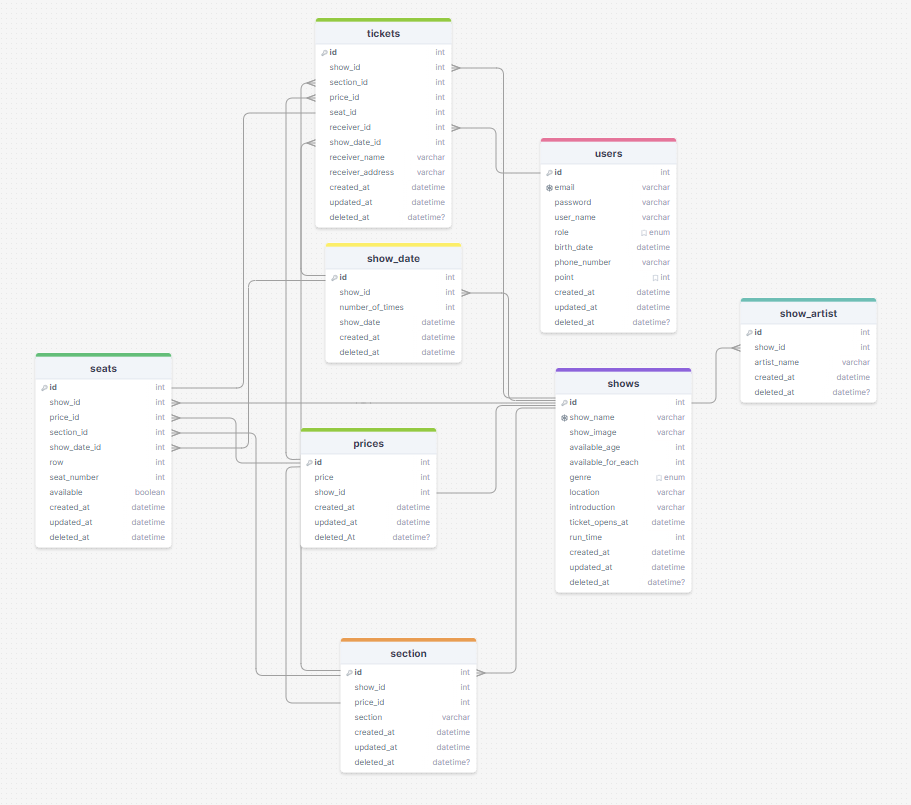 tickets
id int
show_id int
section_id int
price_id int
seat_id int
receiver_id int
show_date_id int
receiver_name varchar
receiver_address varchar
created_at datetime
updated_at datetime
deleted_at datetime?
users
id int
email varchar
password varchar
user_name varchar
role enum
birth_date datetime
phone_number varchar
point int
created_at datetime
updated_at datetime
deleted_at datetime?
show_date
id int
show_id int
number_of_times int
show_date datetime
created_at datetime
deleted_at datetime
show_artist
id int
show_id int
artist_name varchar
created_at datetime
deleted_at datetime?
seats
id int
show_id int
price_id int
section_id int
show_date_id int
row int
seat_number int
available boolean
created_at datetime
updated_at datetime
deleted_at datetime
shows
id int
show_name varchar
show_image varchar
available_age int
available_for_each int
genre enum
location varchar
introduction varchar
ticket_opens_at datetime
run_time int
created_at datetime
updated_at datetime
deleted_at datetime?
prices
id int
price int
show_id int
created_at datetime
updated_at datetime
deleted_At datetime?
section
id int
show_id int
price_id int
section varchar
created_at datetime
updated_at datetime
deleted_at datetime?